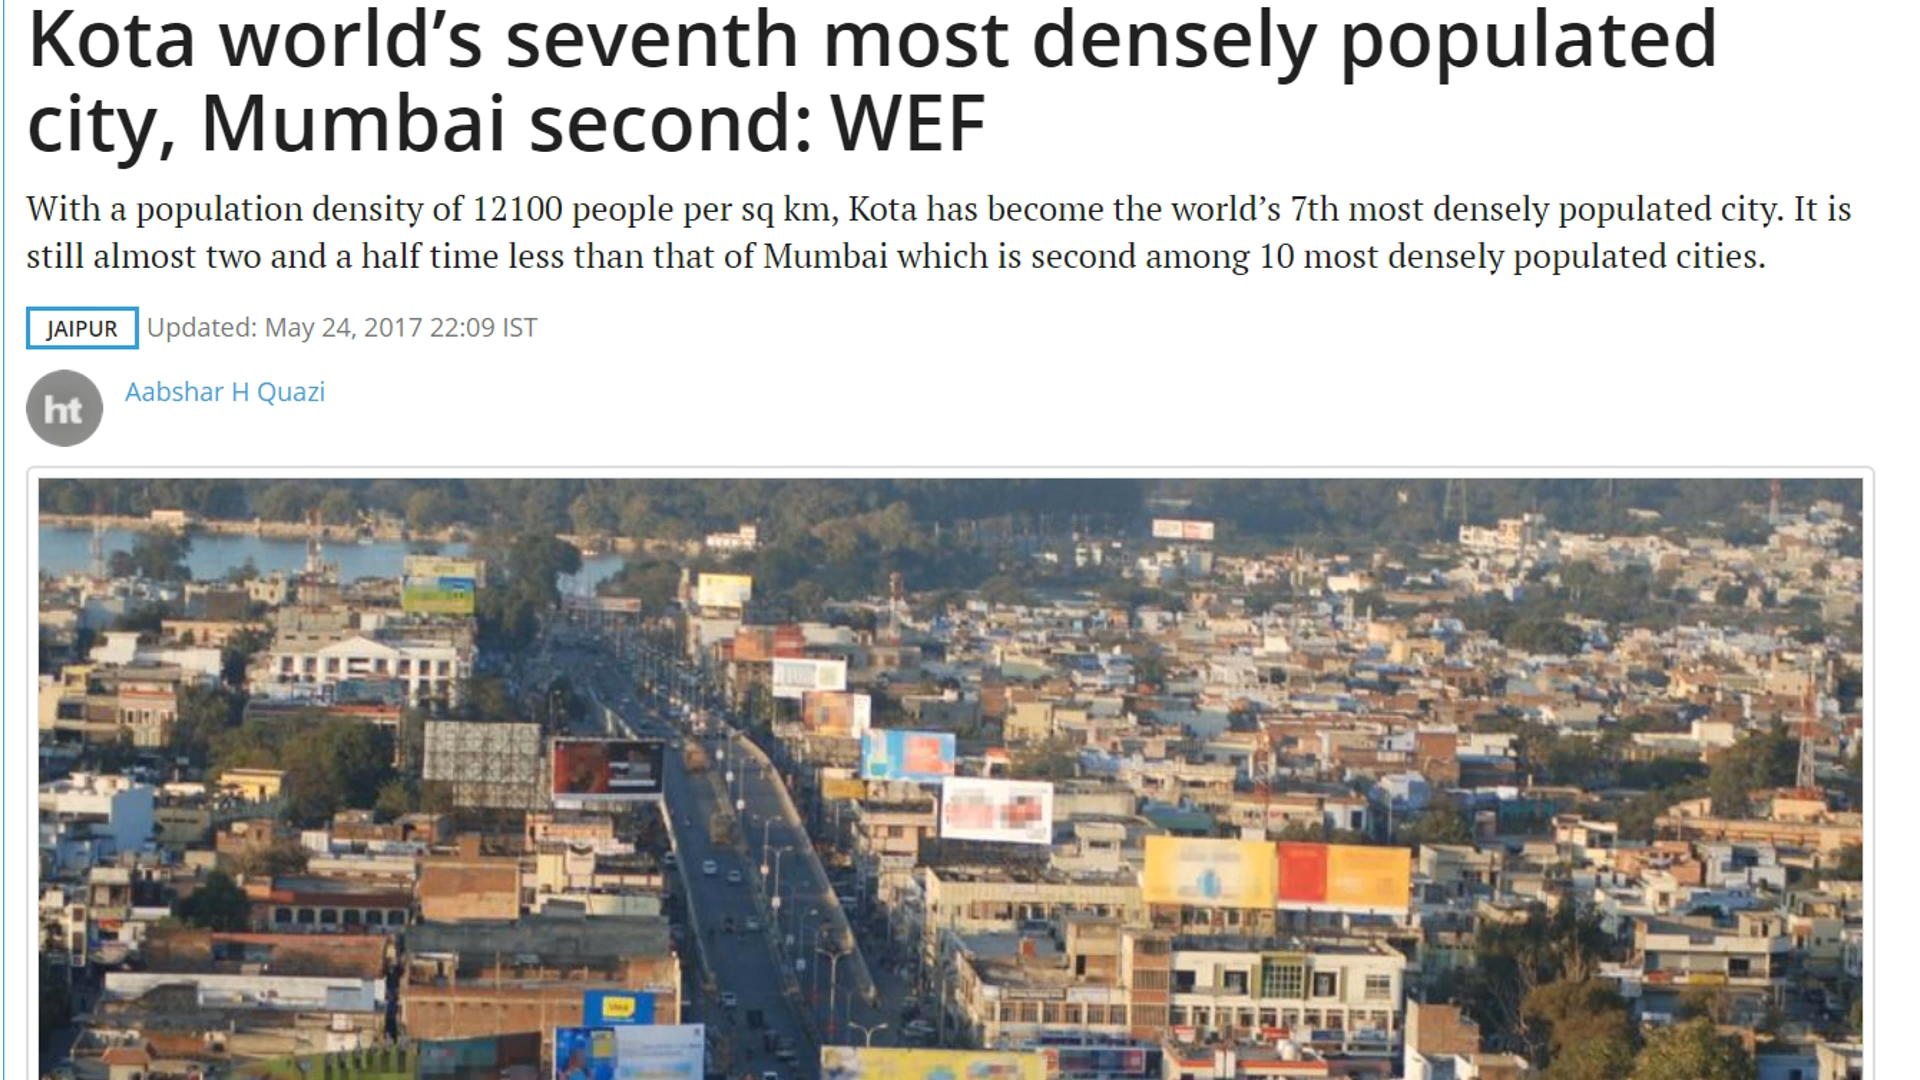 Kota world’s seventh most densely populated
city, Mumbai second: WEF
With a population density of 12100 people per sq km, Kota has become the world’s 7th most densely populated city. It is
still almost two and a half time less than that of Mumbai which is second among 10 most densely populated cities.
JAIPUR Updated: May 24, 2017 22:09 IST
ht Aabshar H Quazi